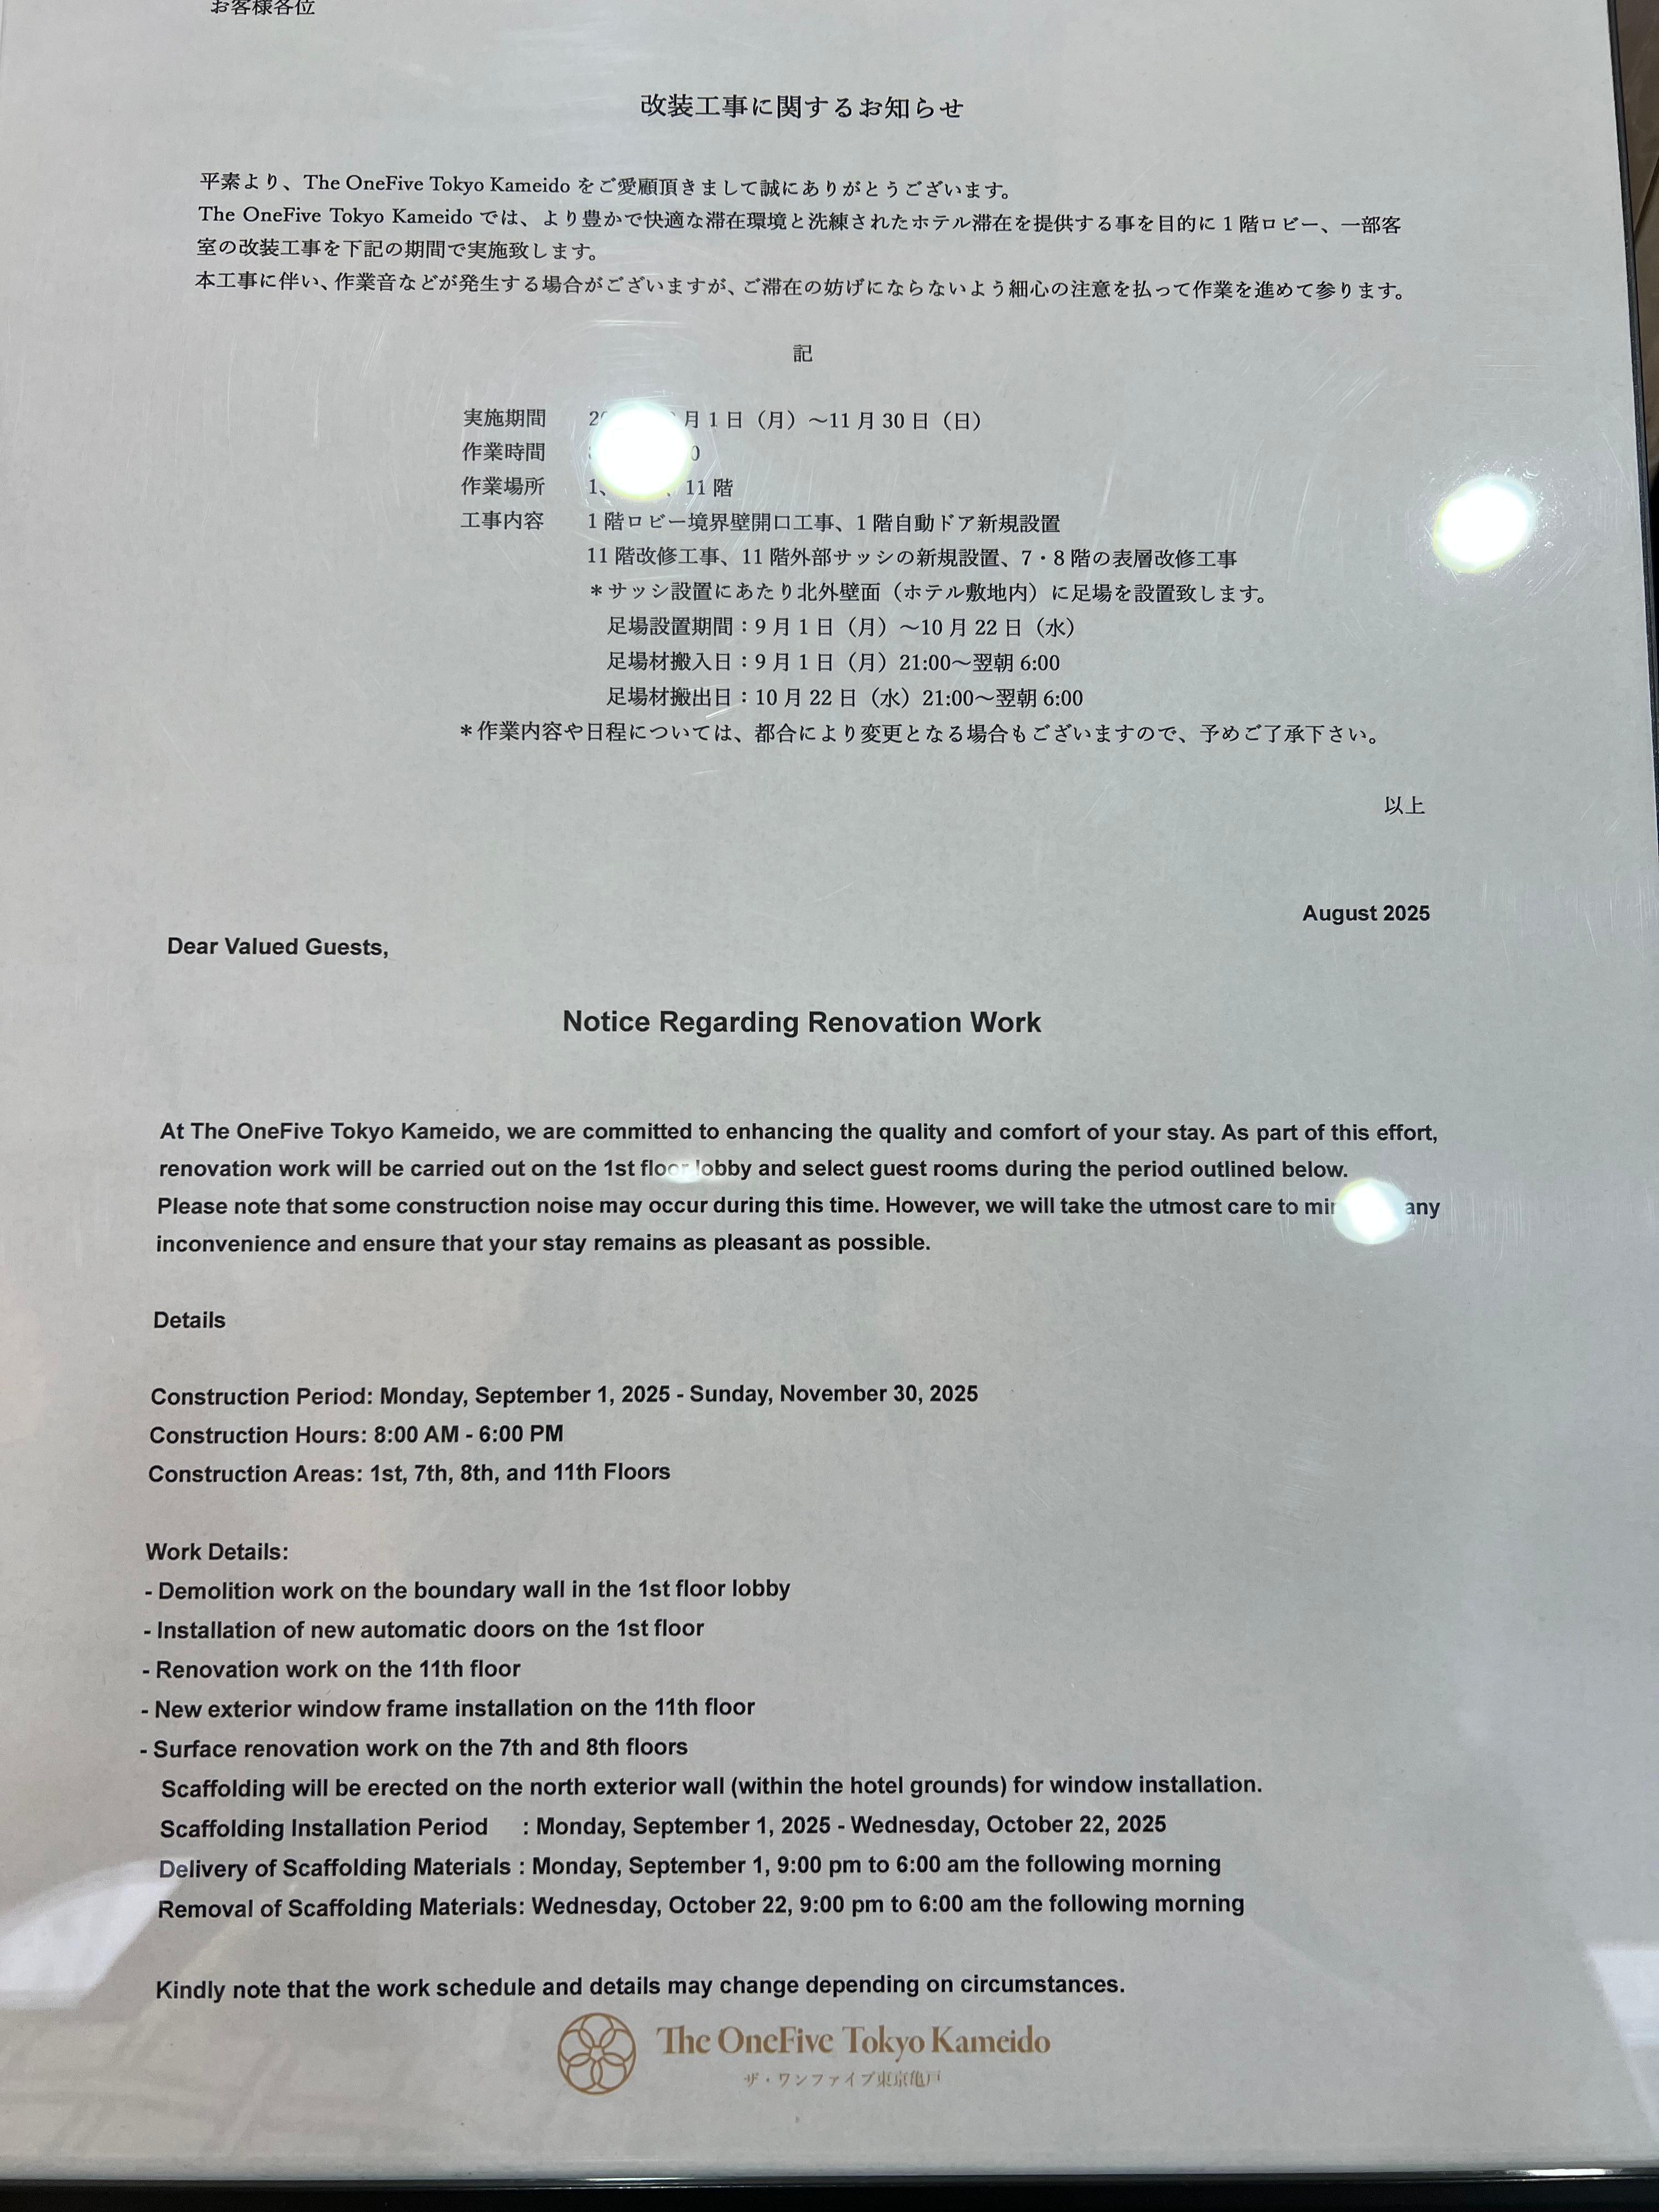 お客様各位
改装工事に関するお知らせ
平素より、The OneFive Tokyo Kameido をご愛顧頂きまして誠にありがとうございます。
The OneFive Tokyo Kameido では、より豊かで快適な滞在環境と洗練されたホテル滞在を提供する事を目的に 1 階ロビー、一部客
室の改装工事を下記の期間で実施致します。
本工事に伴い、作業音などが発生する場合がございますが、ご滞在の妨げにならないよう細心の注意を払って作業を進めて参ります。
記
実施期間 月 1 日（月）～11 月 30 日（日）
作業時間
作業場所 1、 、11 階
工事内容 1 階ロビー境界壁開口工事、1 階自動ドア新規設置
11 階改修工事、11 階外部サッシの新規設置、7・8 階の表層改修工事
＊サッシ設置にあたり北外壁面（ホテル敷地内）に足場を設置致します。
足場設置期間：9 月 1 日（月）～10 月 22 日（水）
足場材搬入日：9 月 1 日（月）21:00～翌朝 6:00
足場材搬出日：10 月 22 日（水）21:00～翌朝 6:00
＊作業内容や日程については、都合により変更となる場合もございますので、予めご了承下さい。
以上
August 2025
Dear Valued Guests,
Notice Regarding Renovation Work
At The OneFive Tokyo Kameido, we are committed to enhancing the quality and comfort of your stay. As part of this effort,
renovation work will be carried out on the 1st floor lobby and select guest rooms during the period outlined below.
Please note that some construction noise may occur during this time. However, we will take the utmost care to any
inconvenience and ensure that your stay remains as pleasant as possible.
Details
Construction Period: Monday, September 1, 2025 - Sunday, November 30, 2025
Construction Hours: 8:00 AM - 6:00 PM
Construction Areas: 1st, 7th, 8th, and 11th Floors
Work Details:
- Demolition work on the boundary wall in the 1st floor lobby
- Installation of new automatic doors on the 1st floor
- Renovation work on the 11th floor
- New exterior window frame installation on the 11th floor
- Surface renovation work on the 7th and 8th floors
Scaffolding will be erected on the north exterior wall (within the hotel grounds) for window installation.
Scaffolding Installation Period : Monday, September 1, 2025 - Wednesday, October 22, 2025
Delivery of Scaffolding Materials : Monday, September 1, 9:00 pm to 6:00 am the following morning
Removal of Scaffolding Materials: Wednesday, October 22, 9:00 pm to 6:00 am the following morning
Kindly note that the work schedule and details may change depending on circumstances.
The OneFive Tokyo Kameido
ザ・ワンファイブ東京亀戸